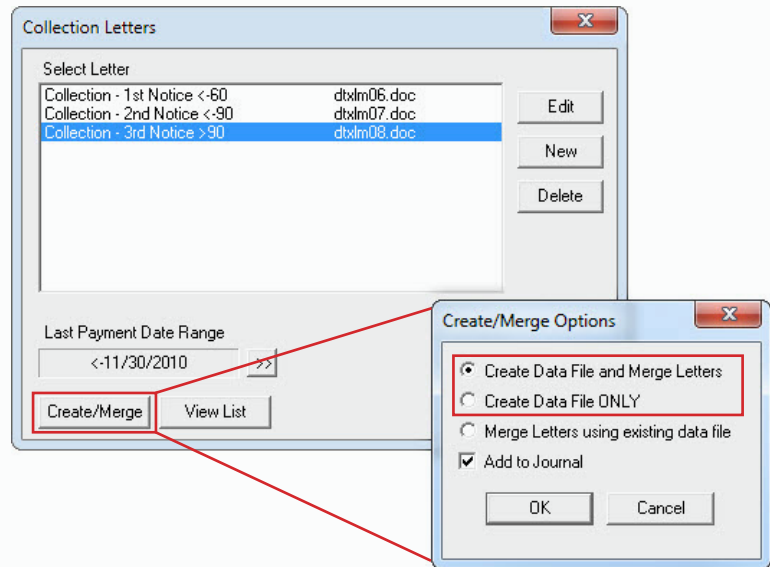 Collection Letters
Select Letter
Collection - 1st Notice <-60 dtxlm06.doc
Collection - 2nd Notice <-90 dtxlm07.doc
Collection - 3rd Notice >90 dtxlm08.doc
Edit
New
Delete
Last Payment Date Range
<-11/30/2010 >>
Create/Merge View List
Create/Merge Options
Create Data File and Merge Letters
Create Data File ONLY
Merge Letters using existing data file
Add to Journal
OK Cancel